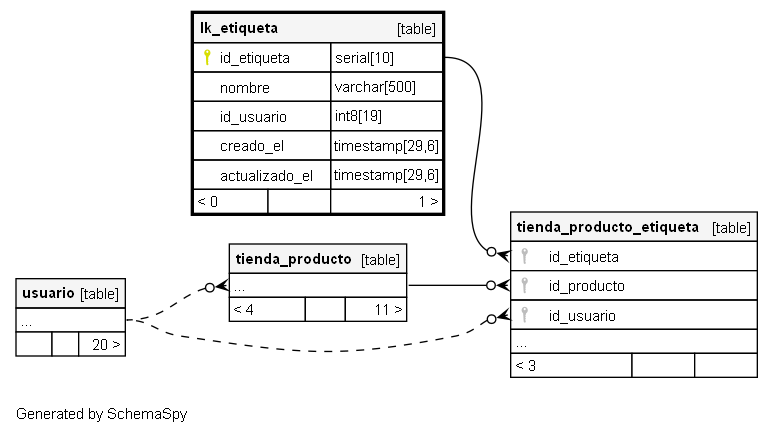 lk_etiqueta [table]
id_etiqueta serial[10]
nombre varchar[500]
id_usuario int8[19]
creado_el timestamp[29,6]
actualizado_el timestamp[29,6]
< 0 1 >
tienda_producto_etiqueta [table]
id_etiqueta
id_producto
id_usuario
...
< 3
tienda_producto [table]
...
< 4 11 >
usuario [table]
...
20 >
Generated by SchemaSpy